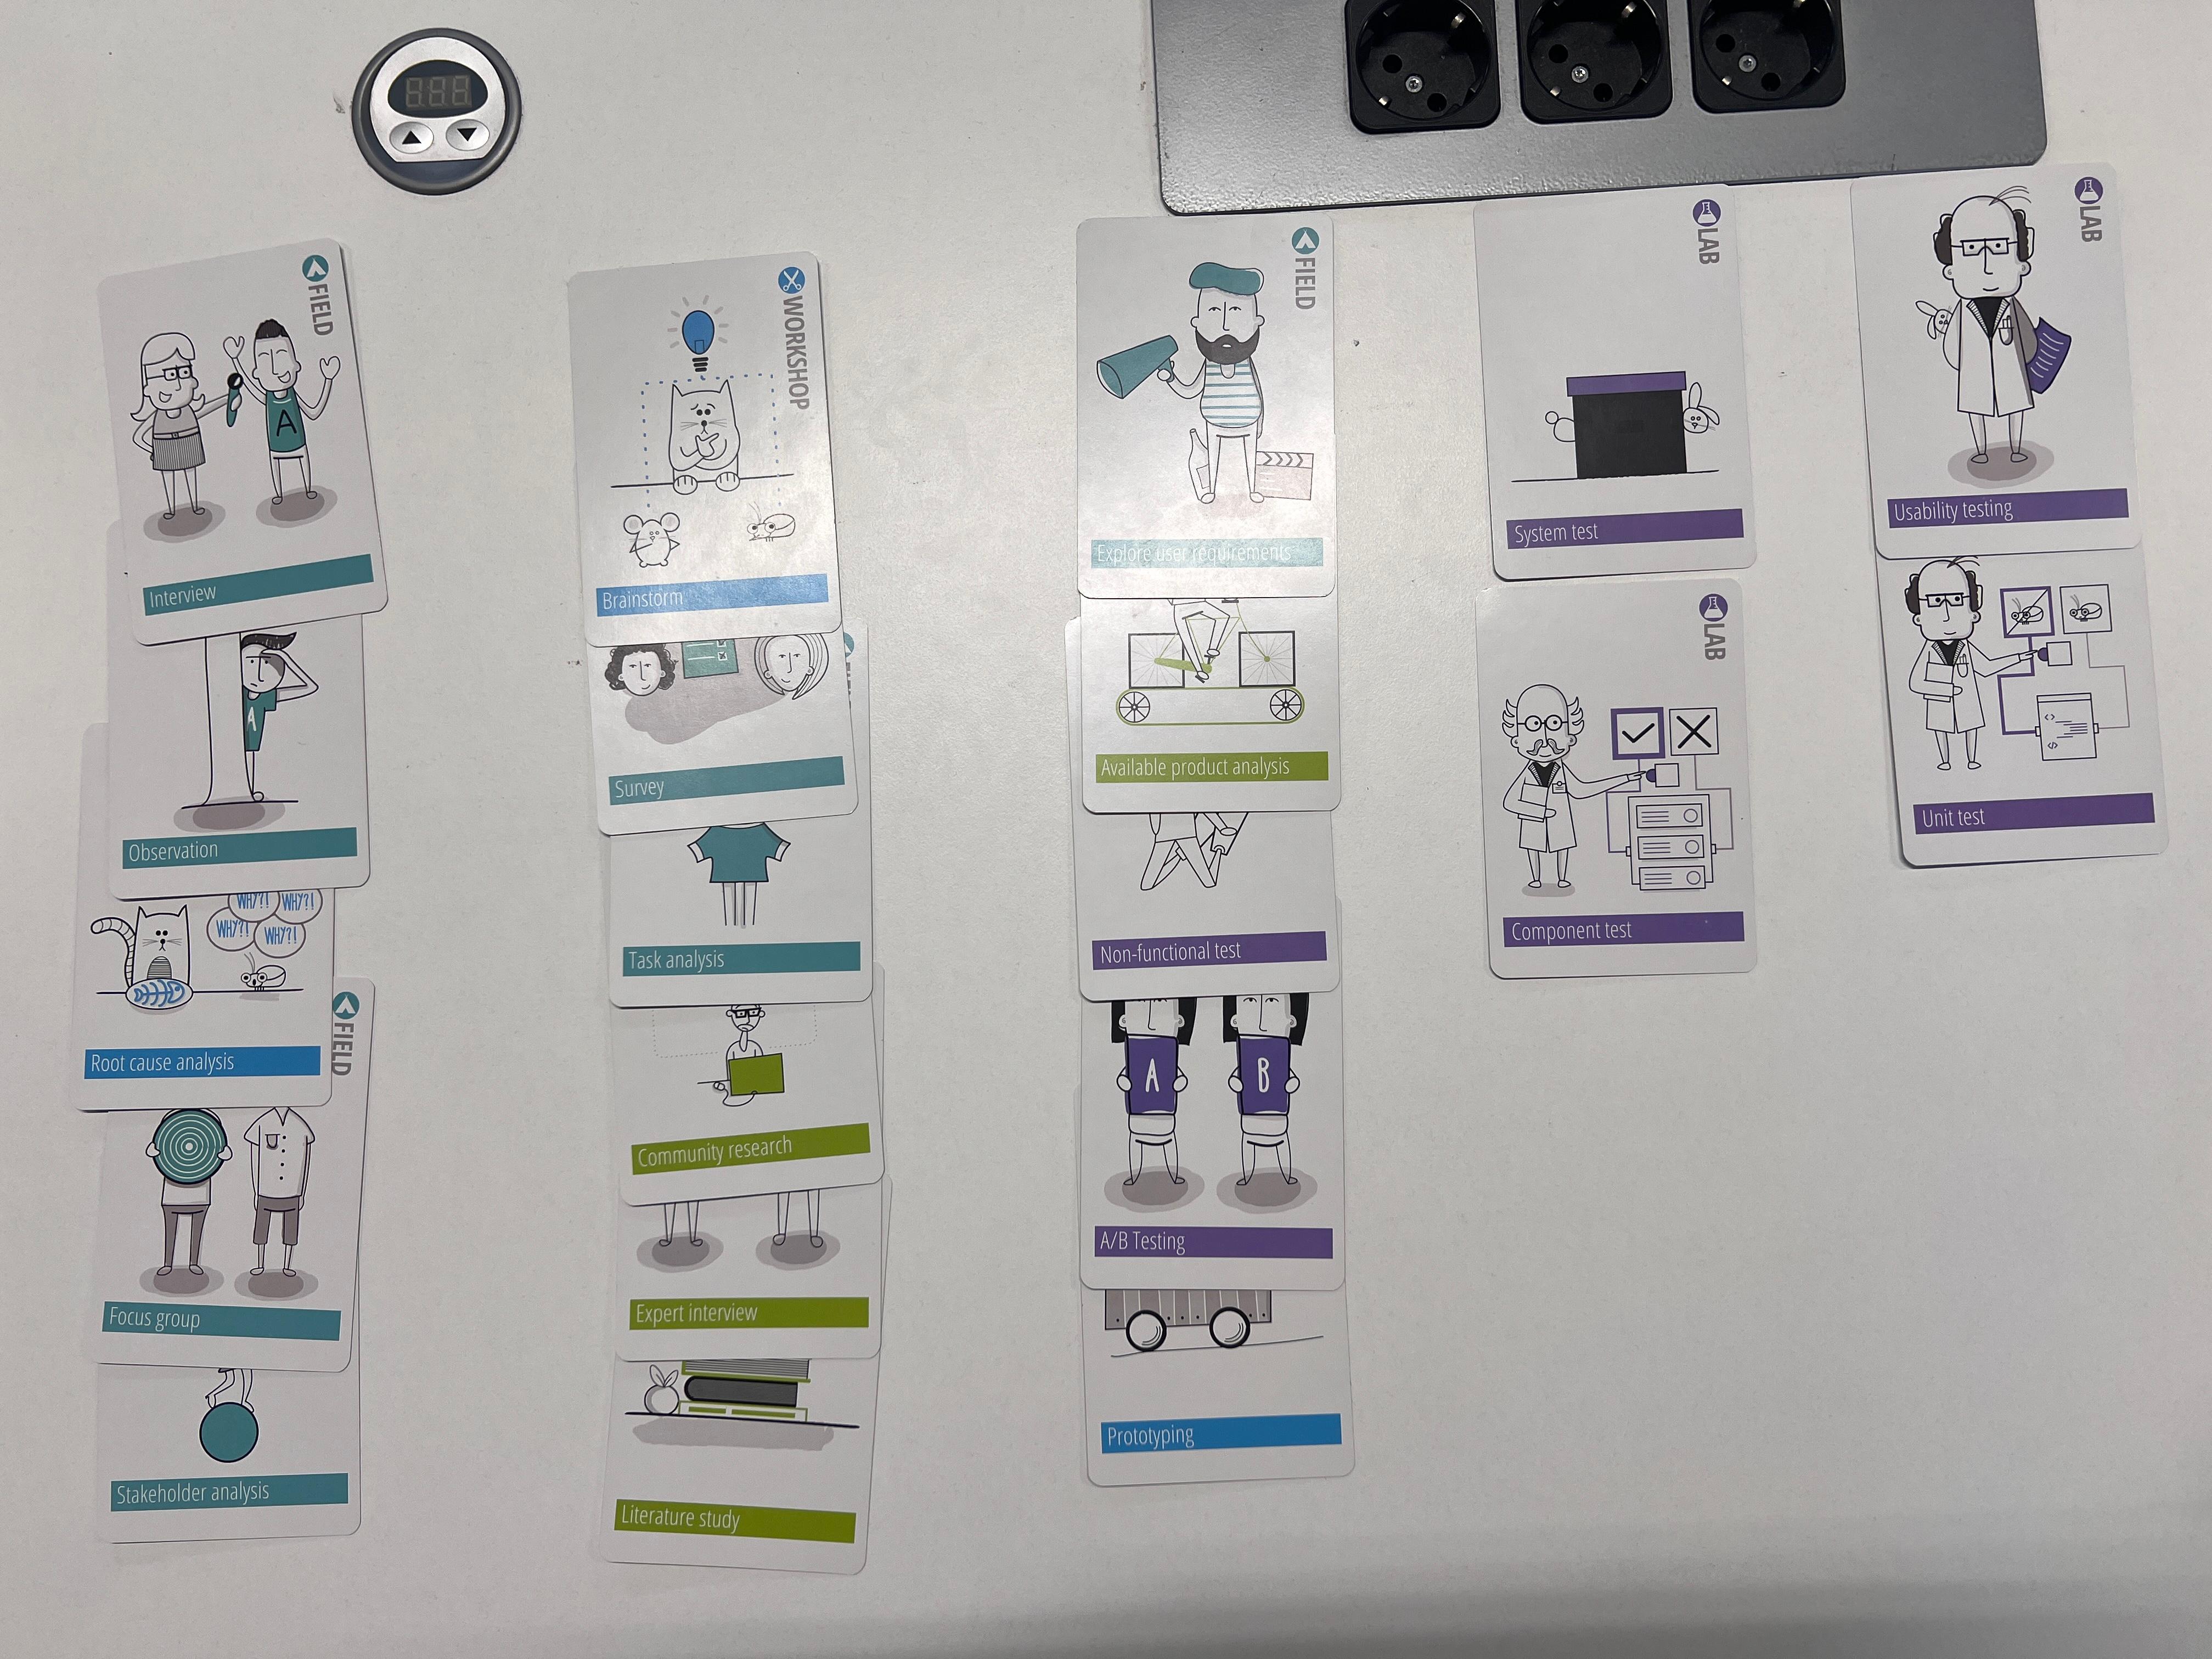 FIELD
A
Interview
A
Observation
WHY?!
WHY?!
WHY?!
WHY?!
Root cause analysis
FIELD
Focus group
Stakeholder analysis
WORKSHOP
Brainstorm
Survey
Task analysis
Community research
Expert interview
Literature study
FIELD
Explore user requirements
Available product analysis
Non-functional test
A
B
A/B Testing
Prototyping
LAB
System test
LAB
Component test
LAB
Usability testing
<>
</>
Unit test